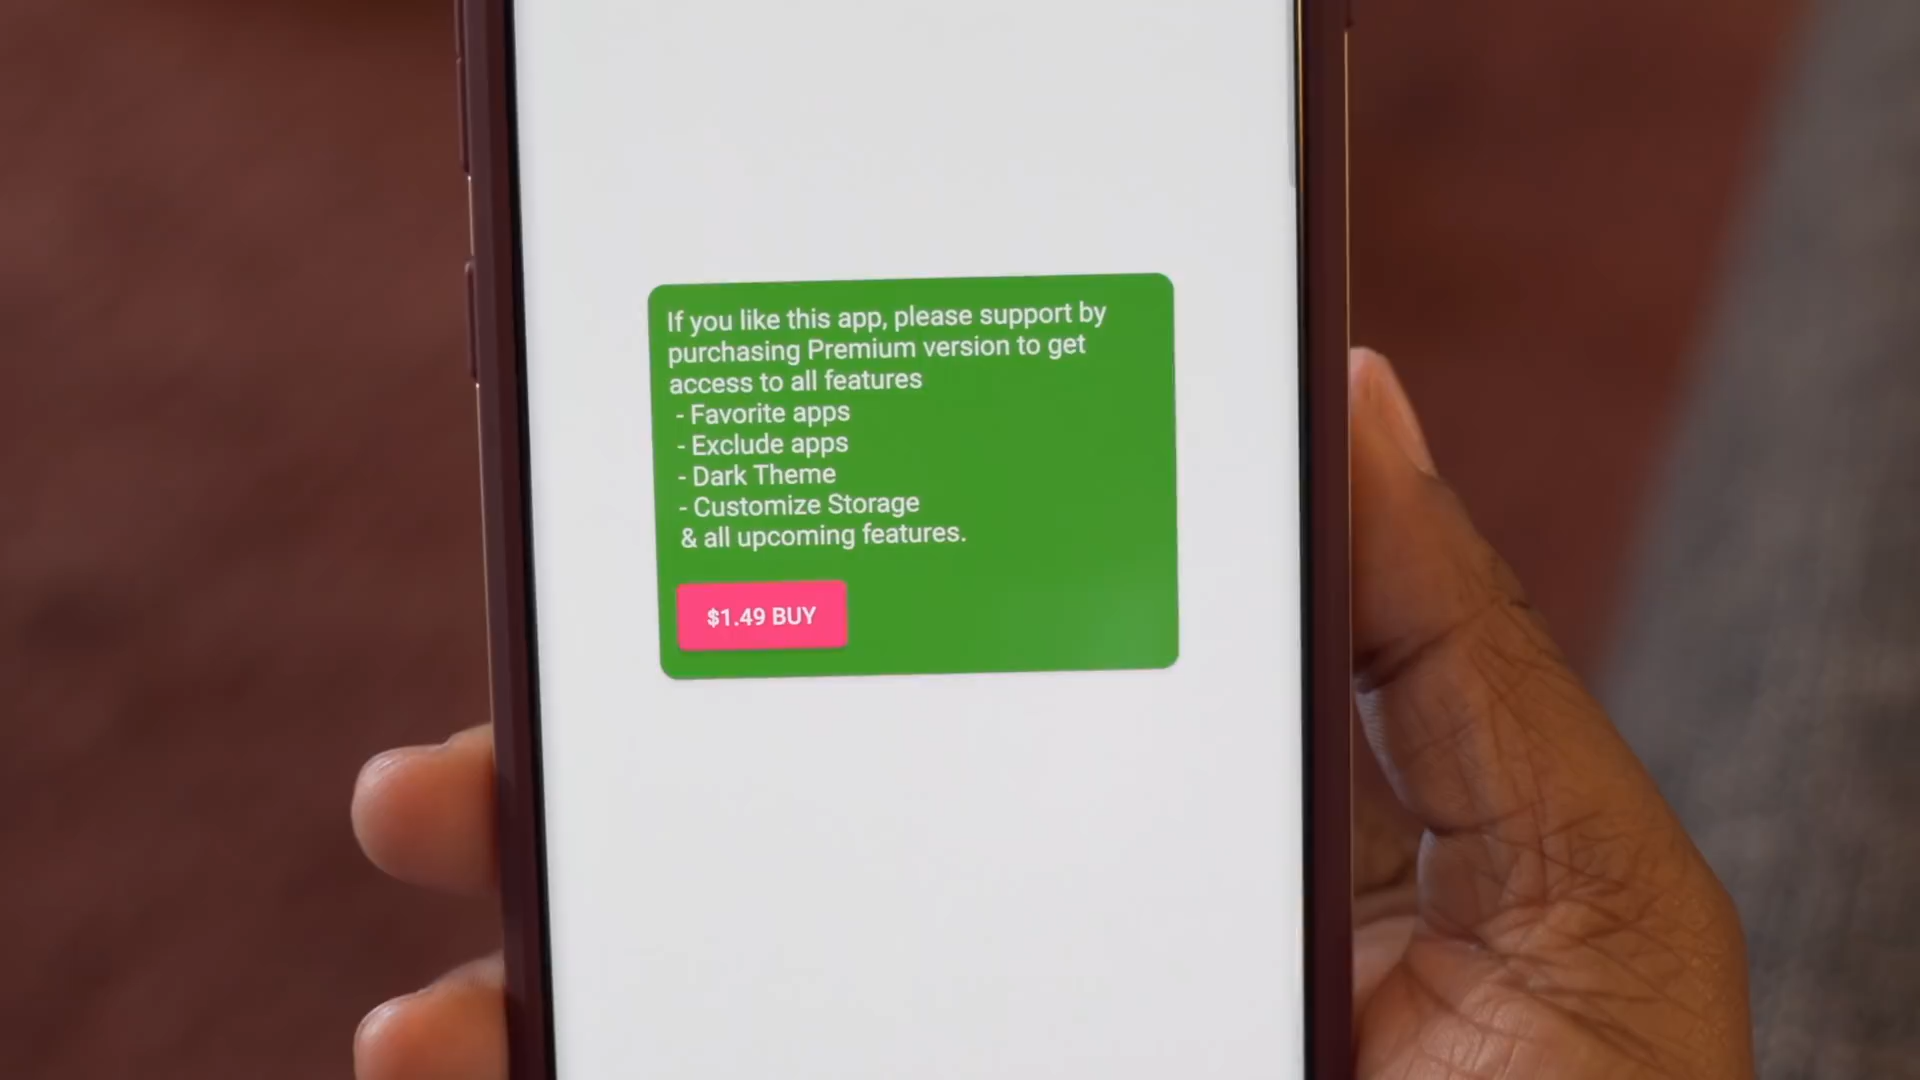 If you like this app, please support by
purchasing Premium version to get
access to all features
- Favorite apps
- Exclude apps
- Dark Theme
- Customize Storage
& all upcoming features.
$1.49 BUY